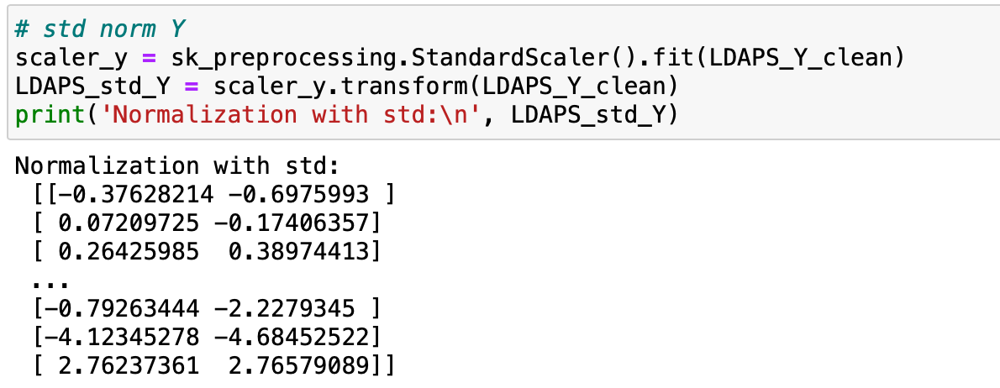 # std norm Y
scaler_y = sk_preprocessing.StandardScaler().fit(LDAPS_Y_clean)
LDAPS_std_Y = scaler_y.transform(LDAPS_Y_clean)
print('Normalization with std:\n', LDAPS_std_Y)
Normalization with std:
 [[-0.37628214 -0.6975993 ]
 [ 0.07209725 -0.17406357]
 [ 0.26425985  0.38974413]
 ...
 [-0.79263444 -2.2279345 ]
 [-4.12345278 -4.68452522]
 [ 2.76237361  2.76579089]]